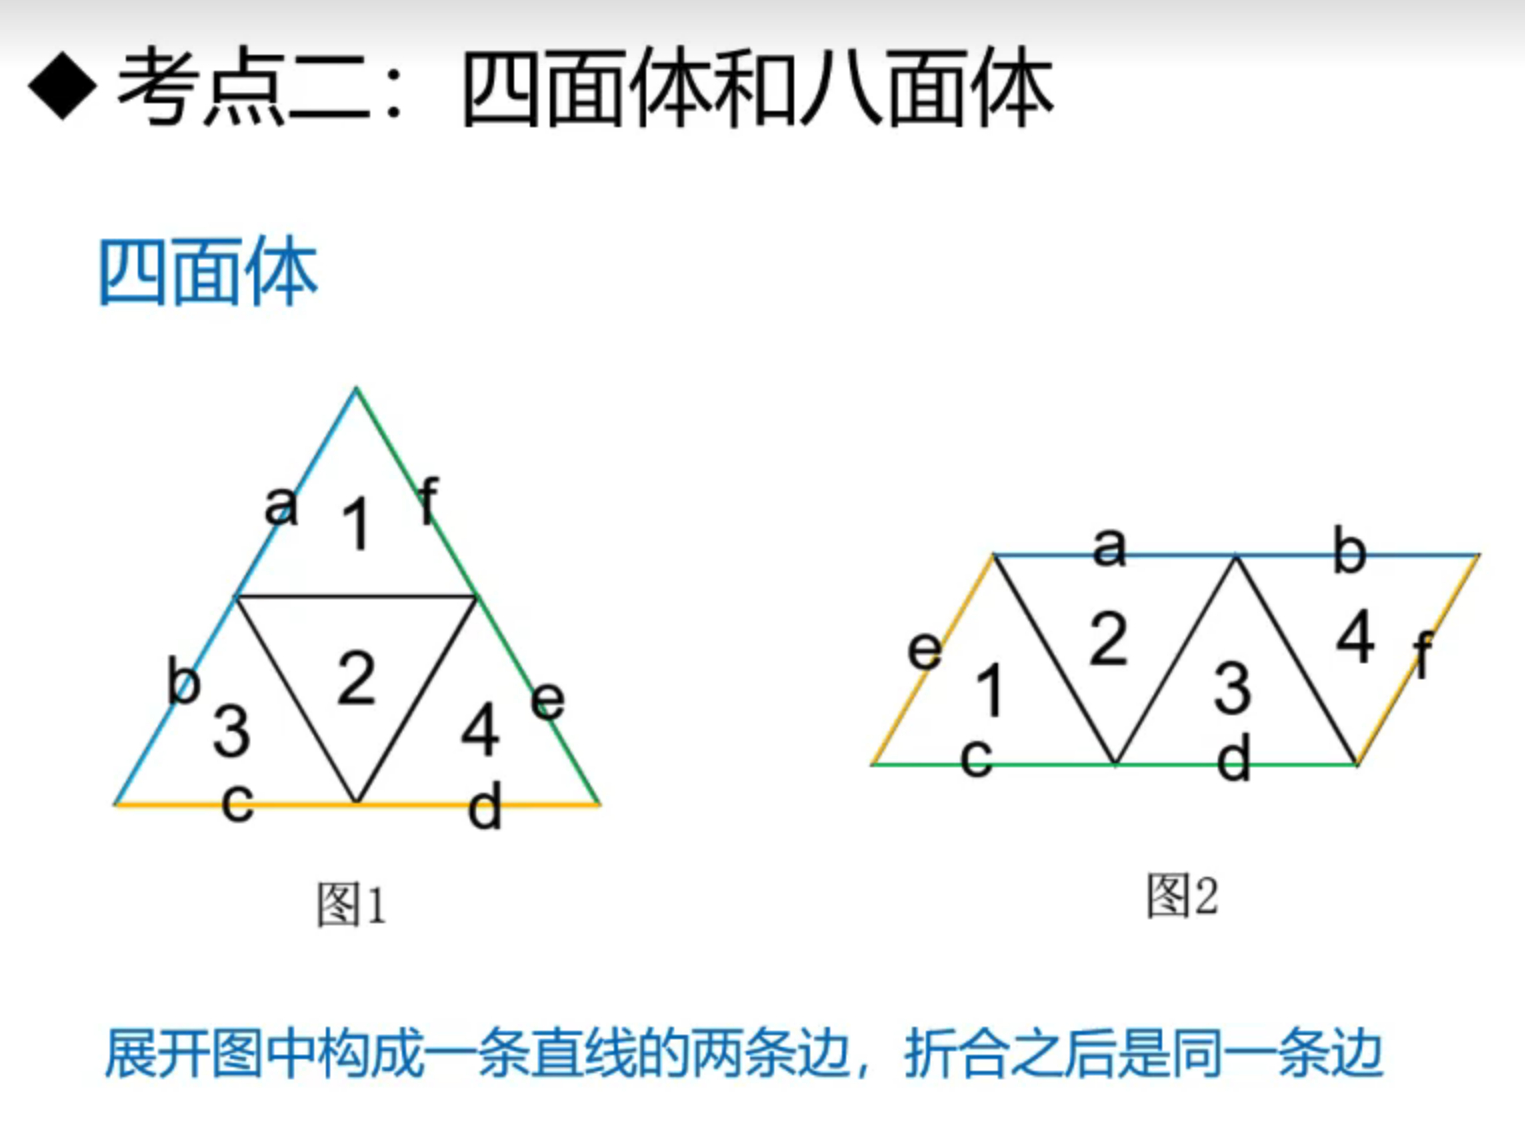 ◆ 考点二：四面体和八面体
四面体
a 1 f
b 3 2 4 e
c d
图1
a b
e 1 2 3 4 f
c d
图2
展开图中构成一条直线的两条边，折合之后是同一条边